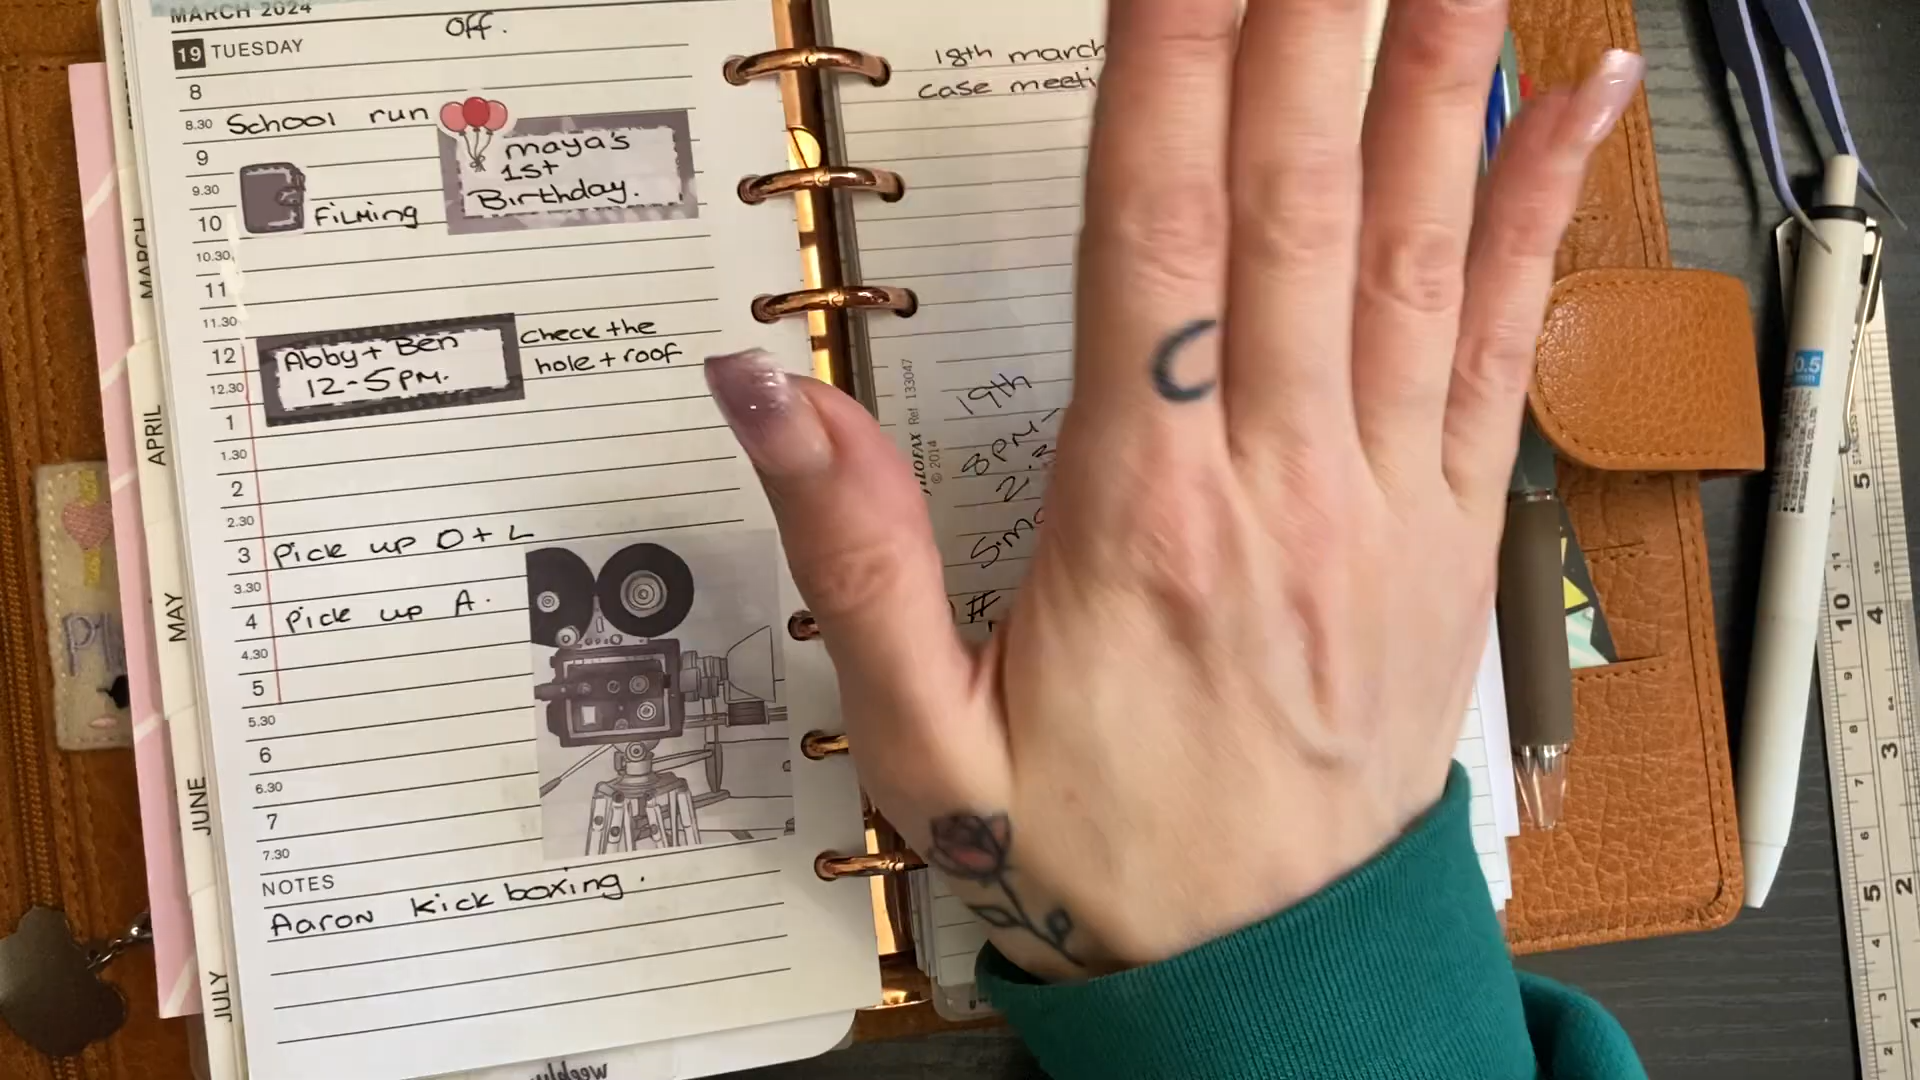 MARCH 2024
Off.
19 TUESDAY
8
8.30 School run
maya's
1st
Birthday.
9
9.30
10 Filming
10.30
11
11.30
12
12.30
Abby + Ben
12-5PM.
check the
hole + roof
1
1.30
2
2.30
3 Pick up O + L
3.30
4 Pick up A.
4.30
5
5.30
6
6.30
7
7.30
NOTES
Aaron kick boxing.
MARCH
APRIL
MAY
JUNE
JULY
weekly
18th march
case meeti
FILOFAX Ref 133047
© 2014
19th
8PM-
#
0.5
mm